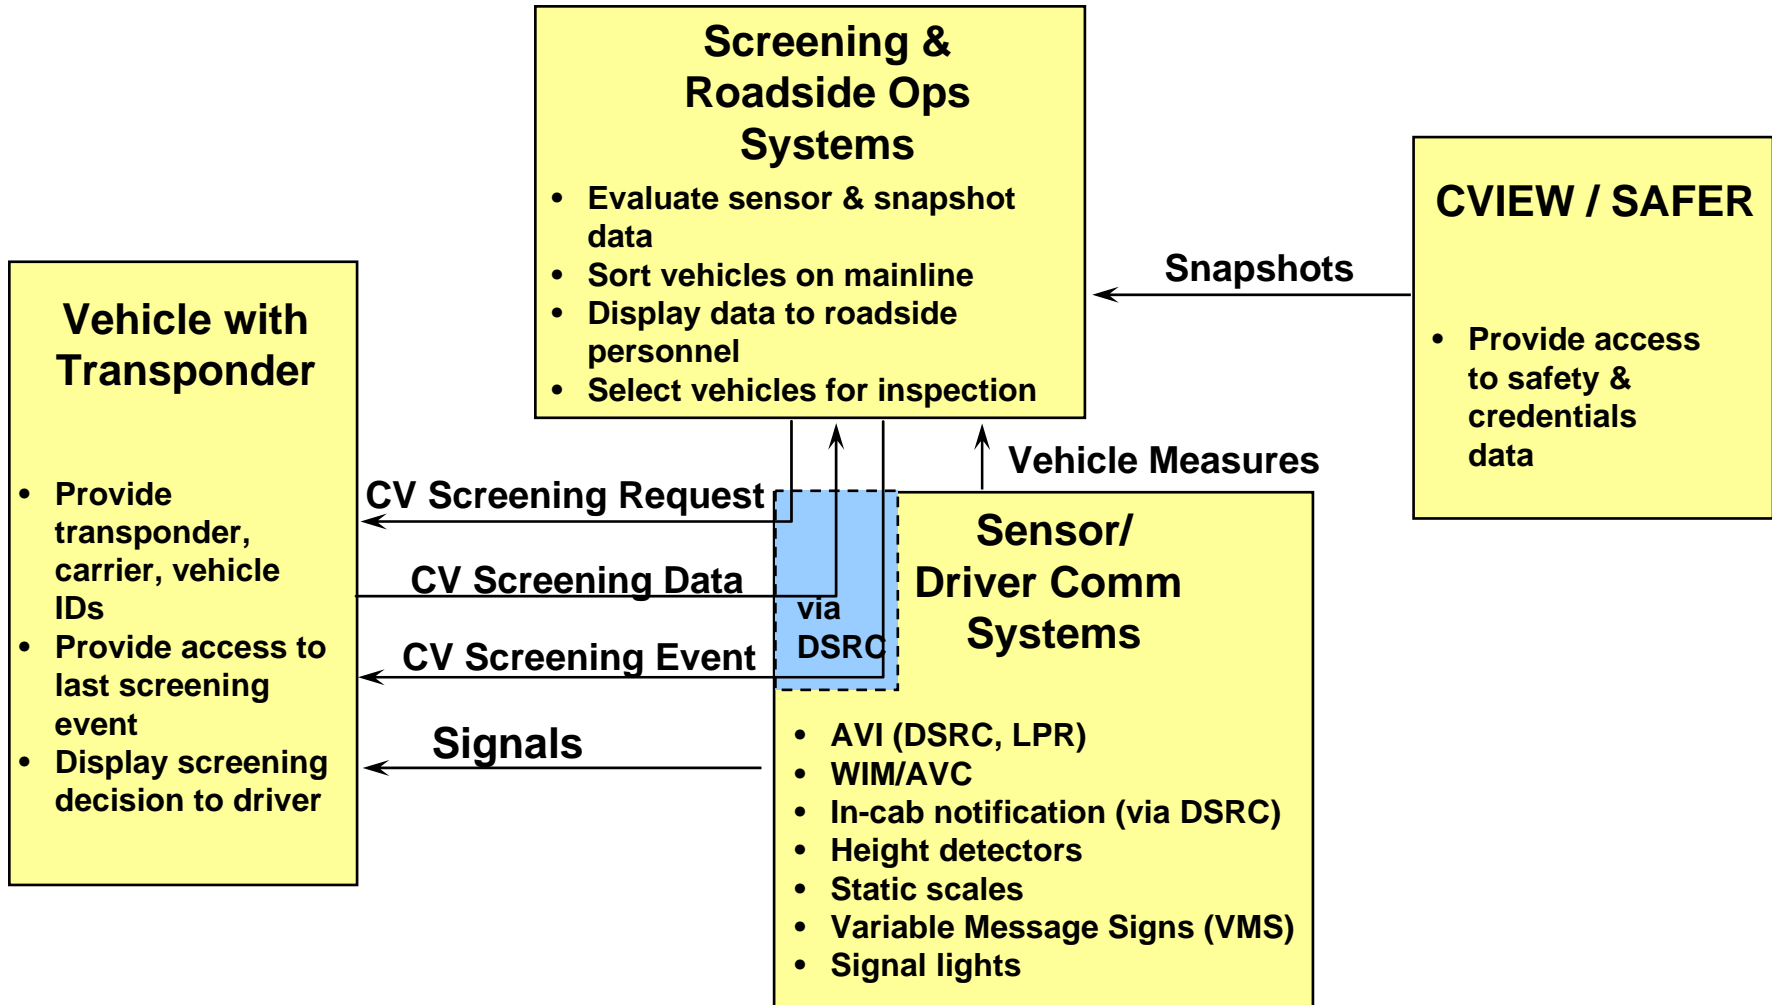 Screening &
Roadside Ops
Systems
• Evaluate sensor & snapshot
data
• Sort vehicles on mainline
• Display data to roadside
personnel
• Select vehicles for inspection
CVIEW / SAFER
• Provide access
to safety &
credentials
data
Snapshots
Vehicle with
Transponder
• Provide
transponder,
carrier, vehicle
IDs
• Provide access to
last screening
event
• Display screening
decision to driver
CV Screening Request
CV Screening Data
CV Screening Event
Signals
Vehicle Measures
via
DSRC
Sensor/
Driver Comm
Systems
• AVI (DSRC, LPR)
• WIM/AVC
• In-cab notification (via DSRC)
• Height detectors
• Static scales
• Variable Message Signs (VMS)
• Signal lights